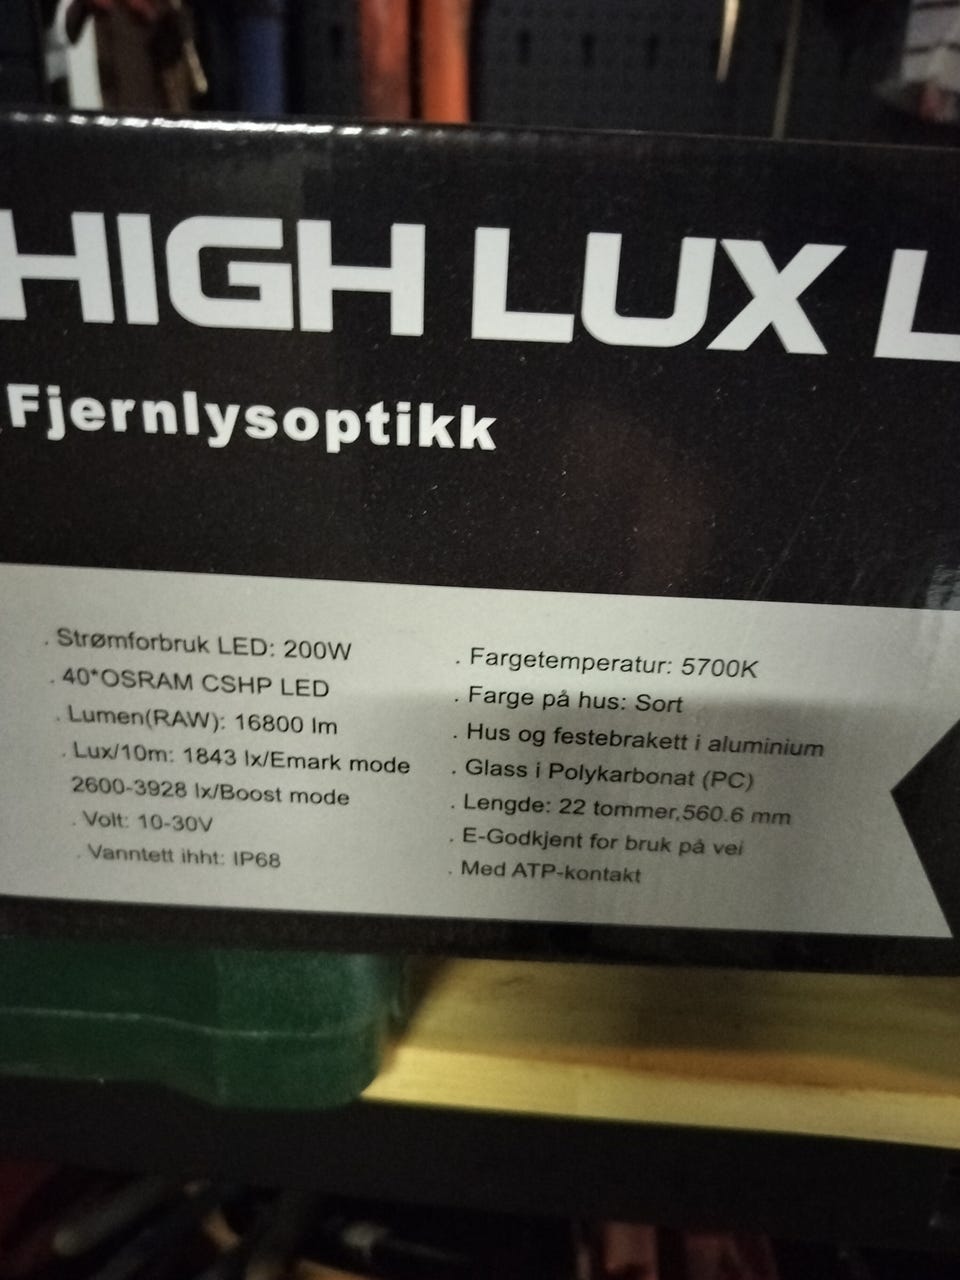 HIGH LUX L
Fjernlysoptikk
. Strømforbruk LED: 200W
. 40*OSRAM CSHP LED
. Lumen(RAW): 16800 lm
. Lux/10m: 1843 lx/Emark mode
2600-3928 lx/Boost mode
. Volt: 10-30V
. Vanntett ihht: IP68
. Fargetemperatur: 5700K
. Farge på hus: Sort
. Hus og festebrakett i aluminium
. Glass i Polykarbonat (PC)
. Lengde: 22 tommer,560.6 mm
. E-Godkjent for bruk på vei
. Med ATP-kontakt